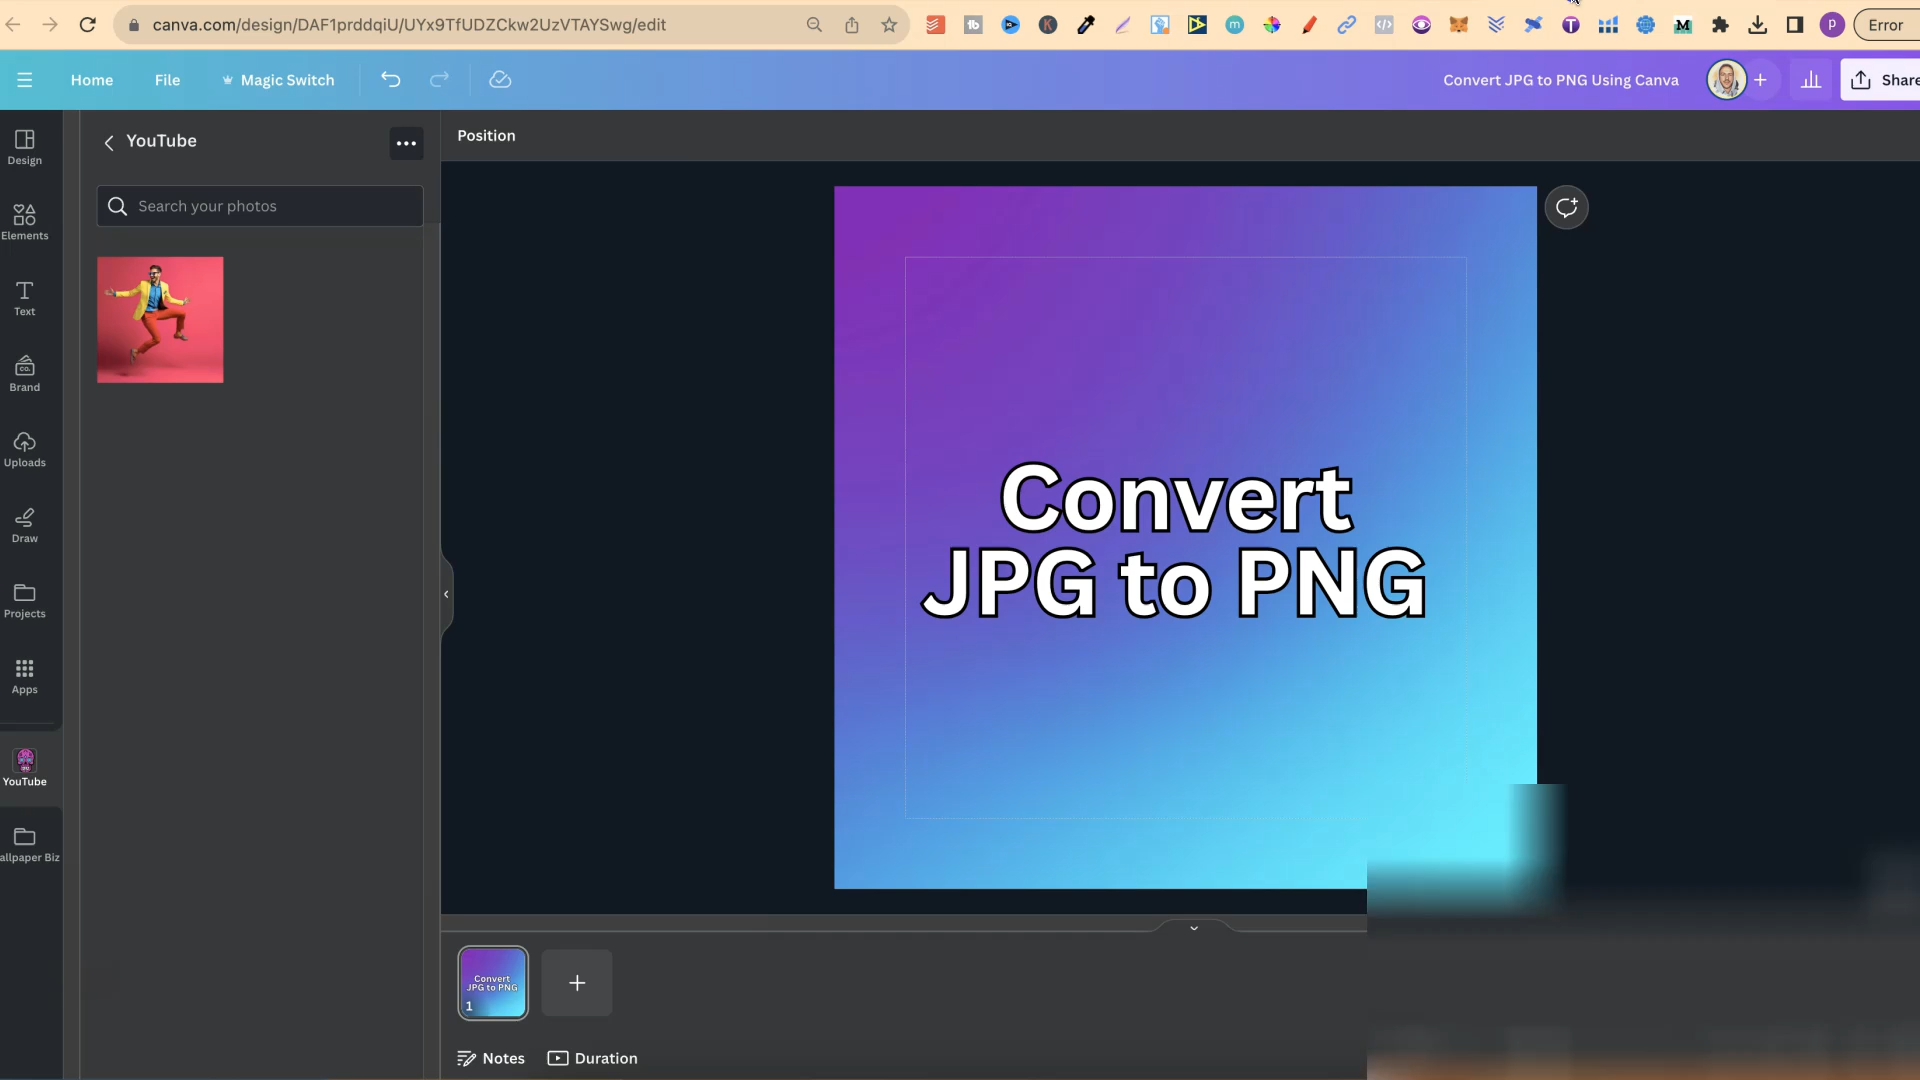 canva.com/design/DAF1prddqiU/UYx9TfUDZCkw2UzVTAYSwg/edit
Error
Home
File
Magic Switch
Convert JPG to PNG Using Canva
Share
Design
Elements
Text
Brand
Uploads
Draw
Projects
Apps
YouTube
allpaper Biz
YouTube
Search your photos
Position
Convert
JPG to PNG
Convert
JPG to PNG
1
Notes
Duration